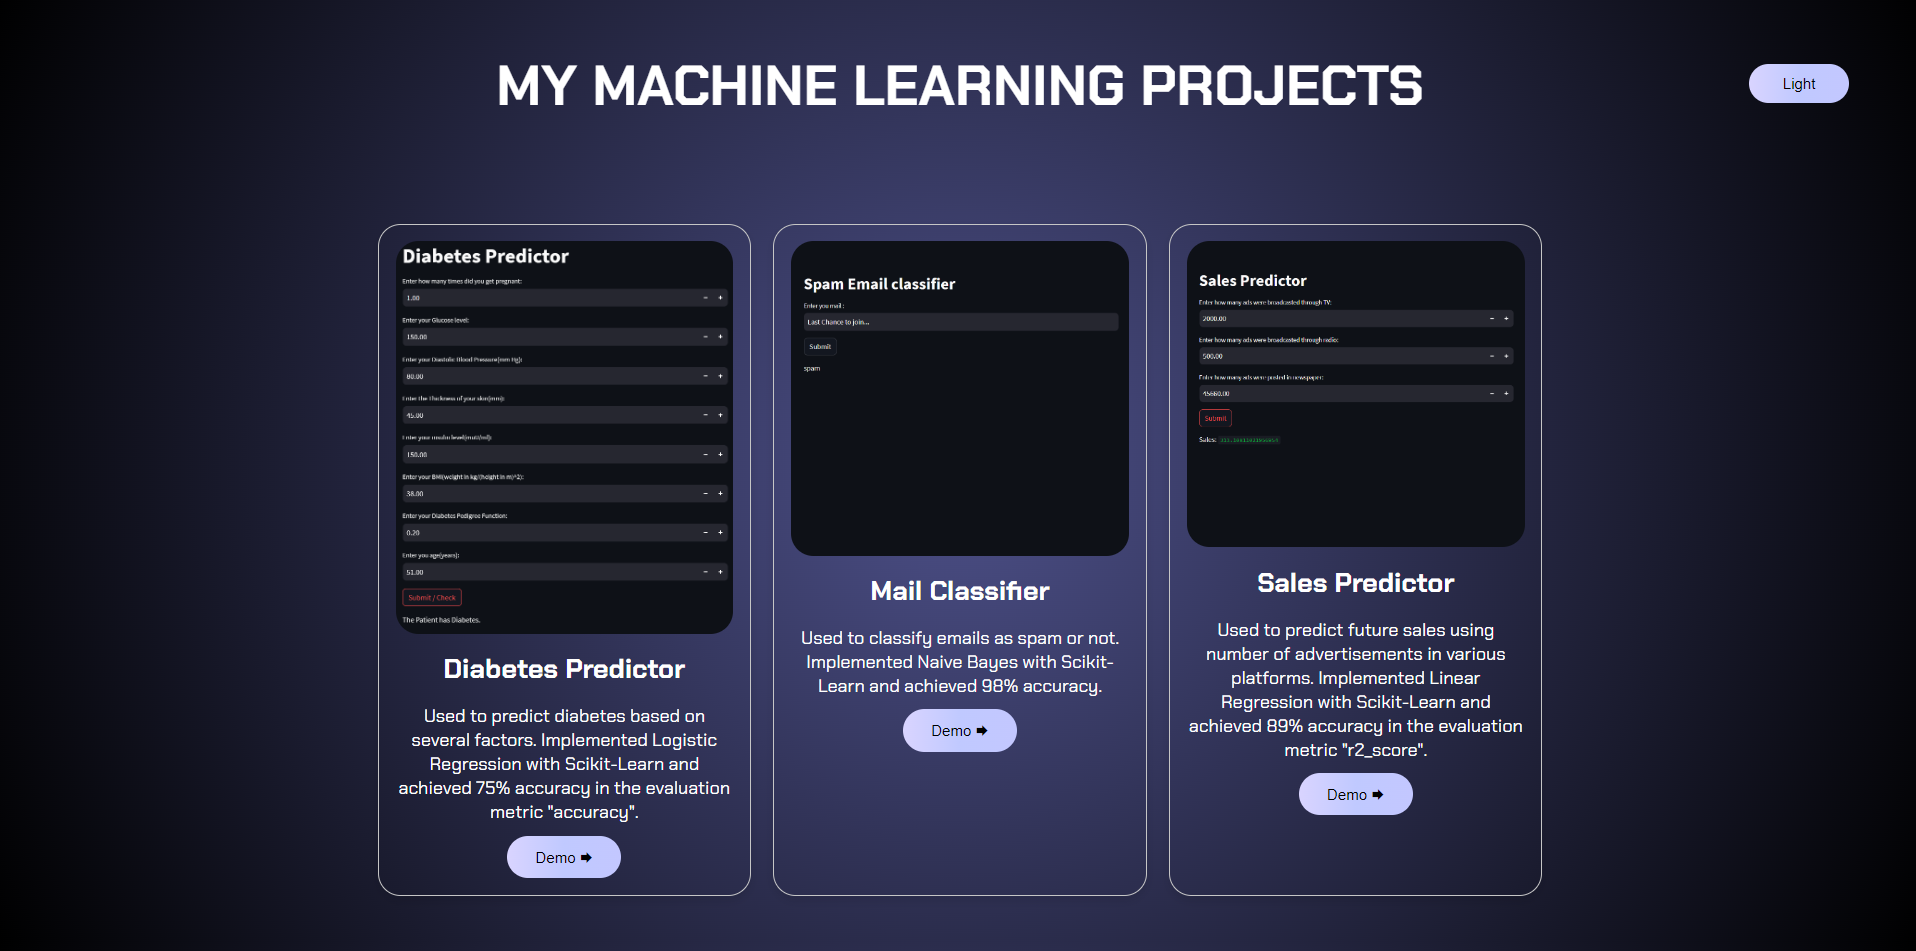 MY MACHINE LEARNING PROJECTS
Light
Diabetes Predictor
Enter how many times did you get pregnant:
1.00
Enter your Glucose level:
150.00
Enter your Diastolic Blood Pressure(mm Hg):
80.00
Enter the Thickness of your skin(mm):
45.00
Enter your insulin level(muU/ml):
150.00
Enter your BMI(weight in kg/(height in m)^2):
38.00
Enter your Diabetes Pedigree Function:
0.20
Enter you age(years):
51.00
Submit / Check
The Patient has Diabetes.
Diabetes Predictor
Used to predict diabetes based on
several factors. Implemented Logistic
Regression with Scikit-Learn and
achieved 75% accuracy in the evaluation
metric "accuracy".
Demo
Spam Email classifier
Enter you mail :
Last Chance to join...
Submit
spam
Mail Classifier
Used to classify emails as spam or not.
Implemented Naive Bayes with Scikit-
Learn and achieved 98% accuracy.
Demo
Sales Predictor
Enter how many ads were broadcasted through TV:
2000.00
Enter how many ads were broadcasted through radio:
500.00
Enter how many ads were posted in newspaper:
45660.00
Submit
Sales:
Sales Predictor
Used to predict future sales using
number of advertisements in various
platforms. Implemented Linear
Regression with Scikit-Learn and
achieved 89% accuracy in the evaluation
metric "r2_score".
Demo